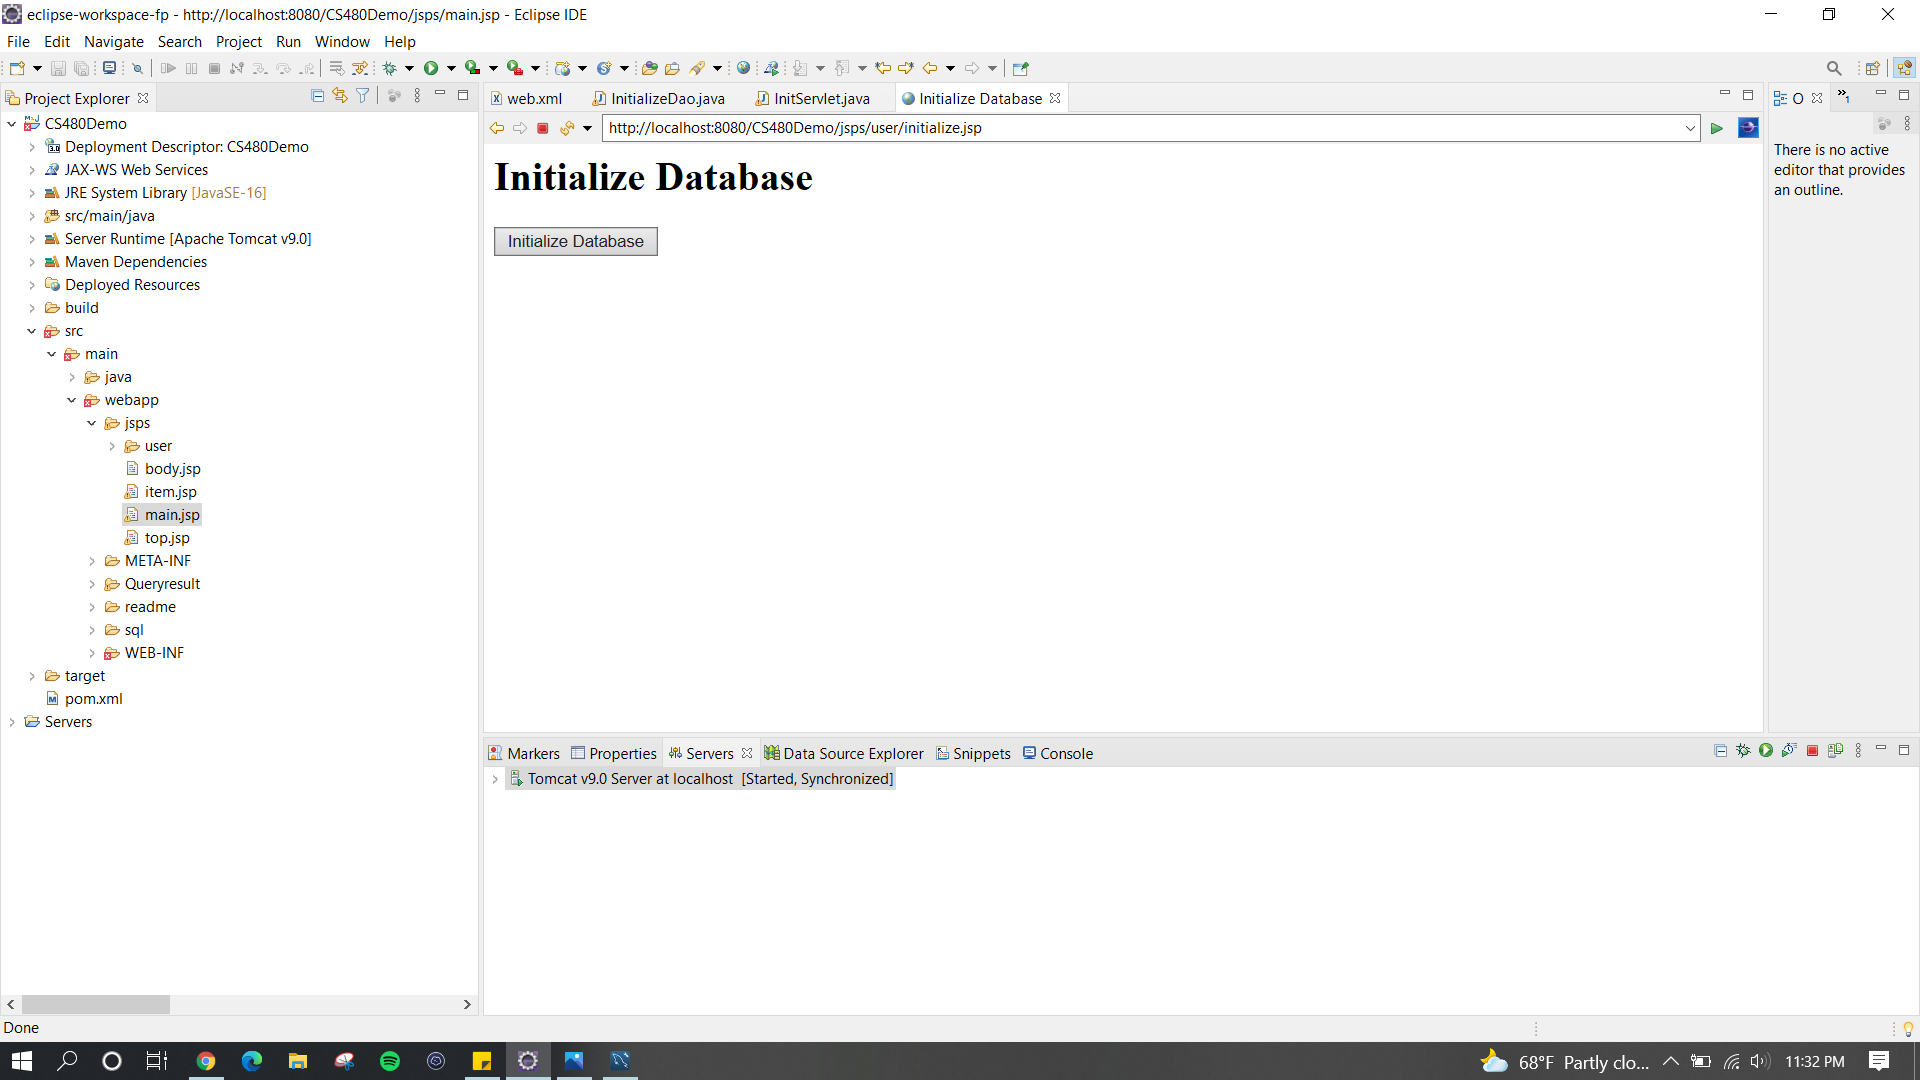 eclipse-workspace-fp - http://localhost:8080/CS480Demo/jsps/main.jsp - Eclipse IDE
File Edit Navigate Search Project Run Window Help
Project Explorer
CS480Demo
Deployment Descriptor: CS480Demo
JAX-WS Web Services
JRE System Library [JavaSE-16]
src/main/java
Server Runtime [Apache Tomcat v9.0]
Maven Dependencies
Deployed Resources
build
src
main
java
webapp
jsps
user
body.jsp
item.jsp
main.jsp
top.jsp
META-INF
Queryresult
readme
sql
WEB-INF
target
pom.xml
Servers
web.xml InitializeDao.java InitServlet.java Initialize Database
http://localhost:8080/CS480Demo/jsps/user/initialize.jsp
Initialize Database
Initialize Database
O
1
There is no active
editor that provides
an outline.
Markers Properties Servers Data Source Explorer Snippets Console
Tomcat v9.0 Server at localhost [Started, Synchronized]
Done
68°F Partly clo... 11:32 PM